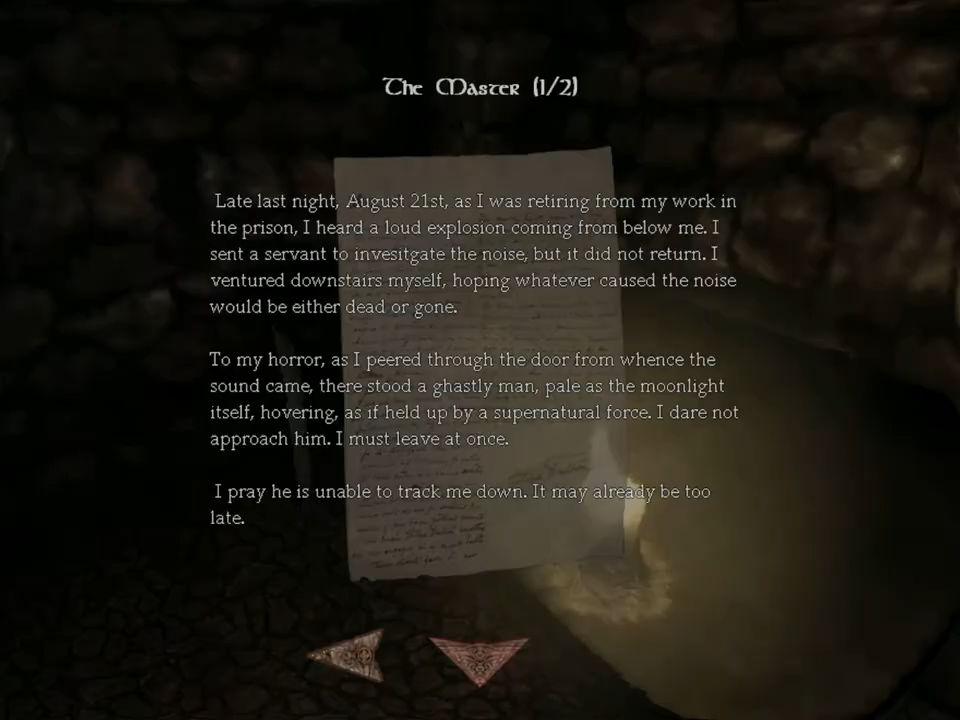 The Master (1/2)
Late last night, August 21st, as I was retiring from my work in
the prison, I heard a loud explosion coming from below me. I
sent a servant to invesitgate the noise, but it did not return. I
ventured downstairs myself, hoping whatever caused the noise
would be either dead or gone.
To my horror, as I peered through the door from whence the
sound came, there stood a ghastly man, pale as the moonlight
itself, hovering, as if held up by a supernatural force. I dare not
approach him. I must leave at once.
I pray he is unable to track me down. It may already be too
late.